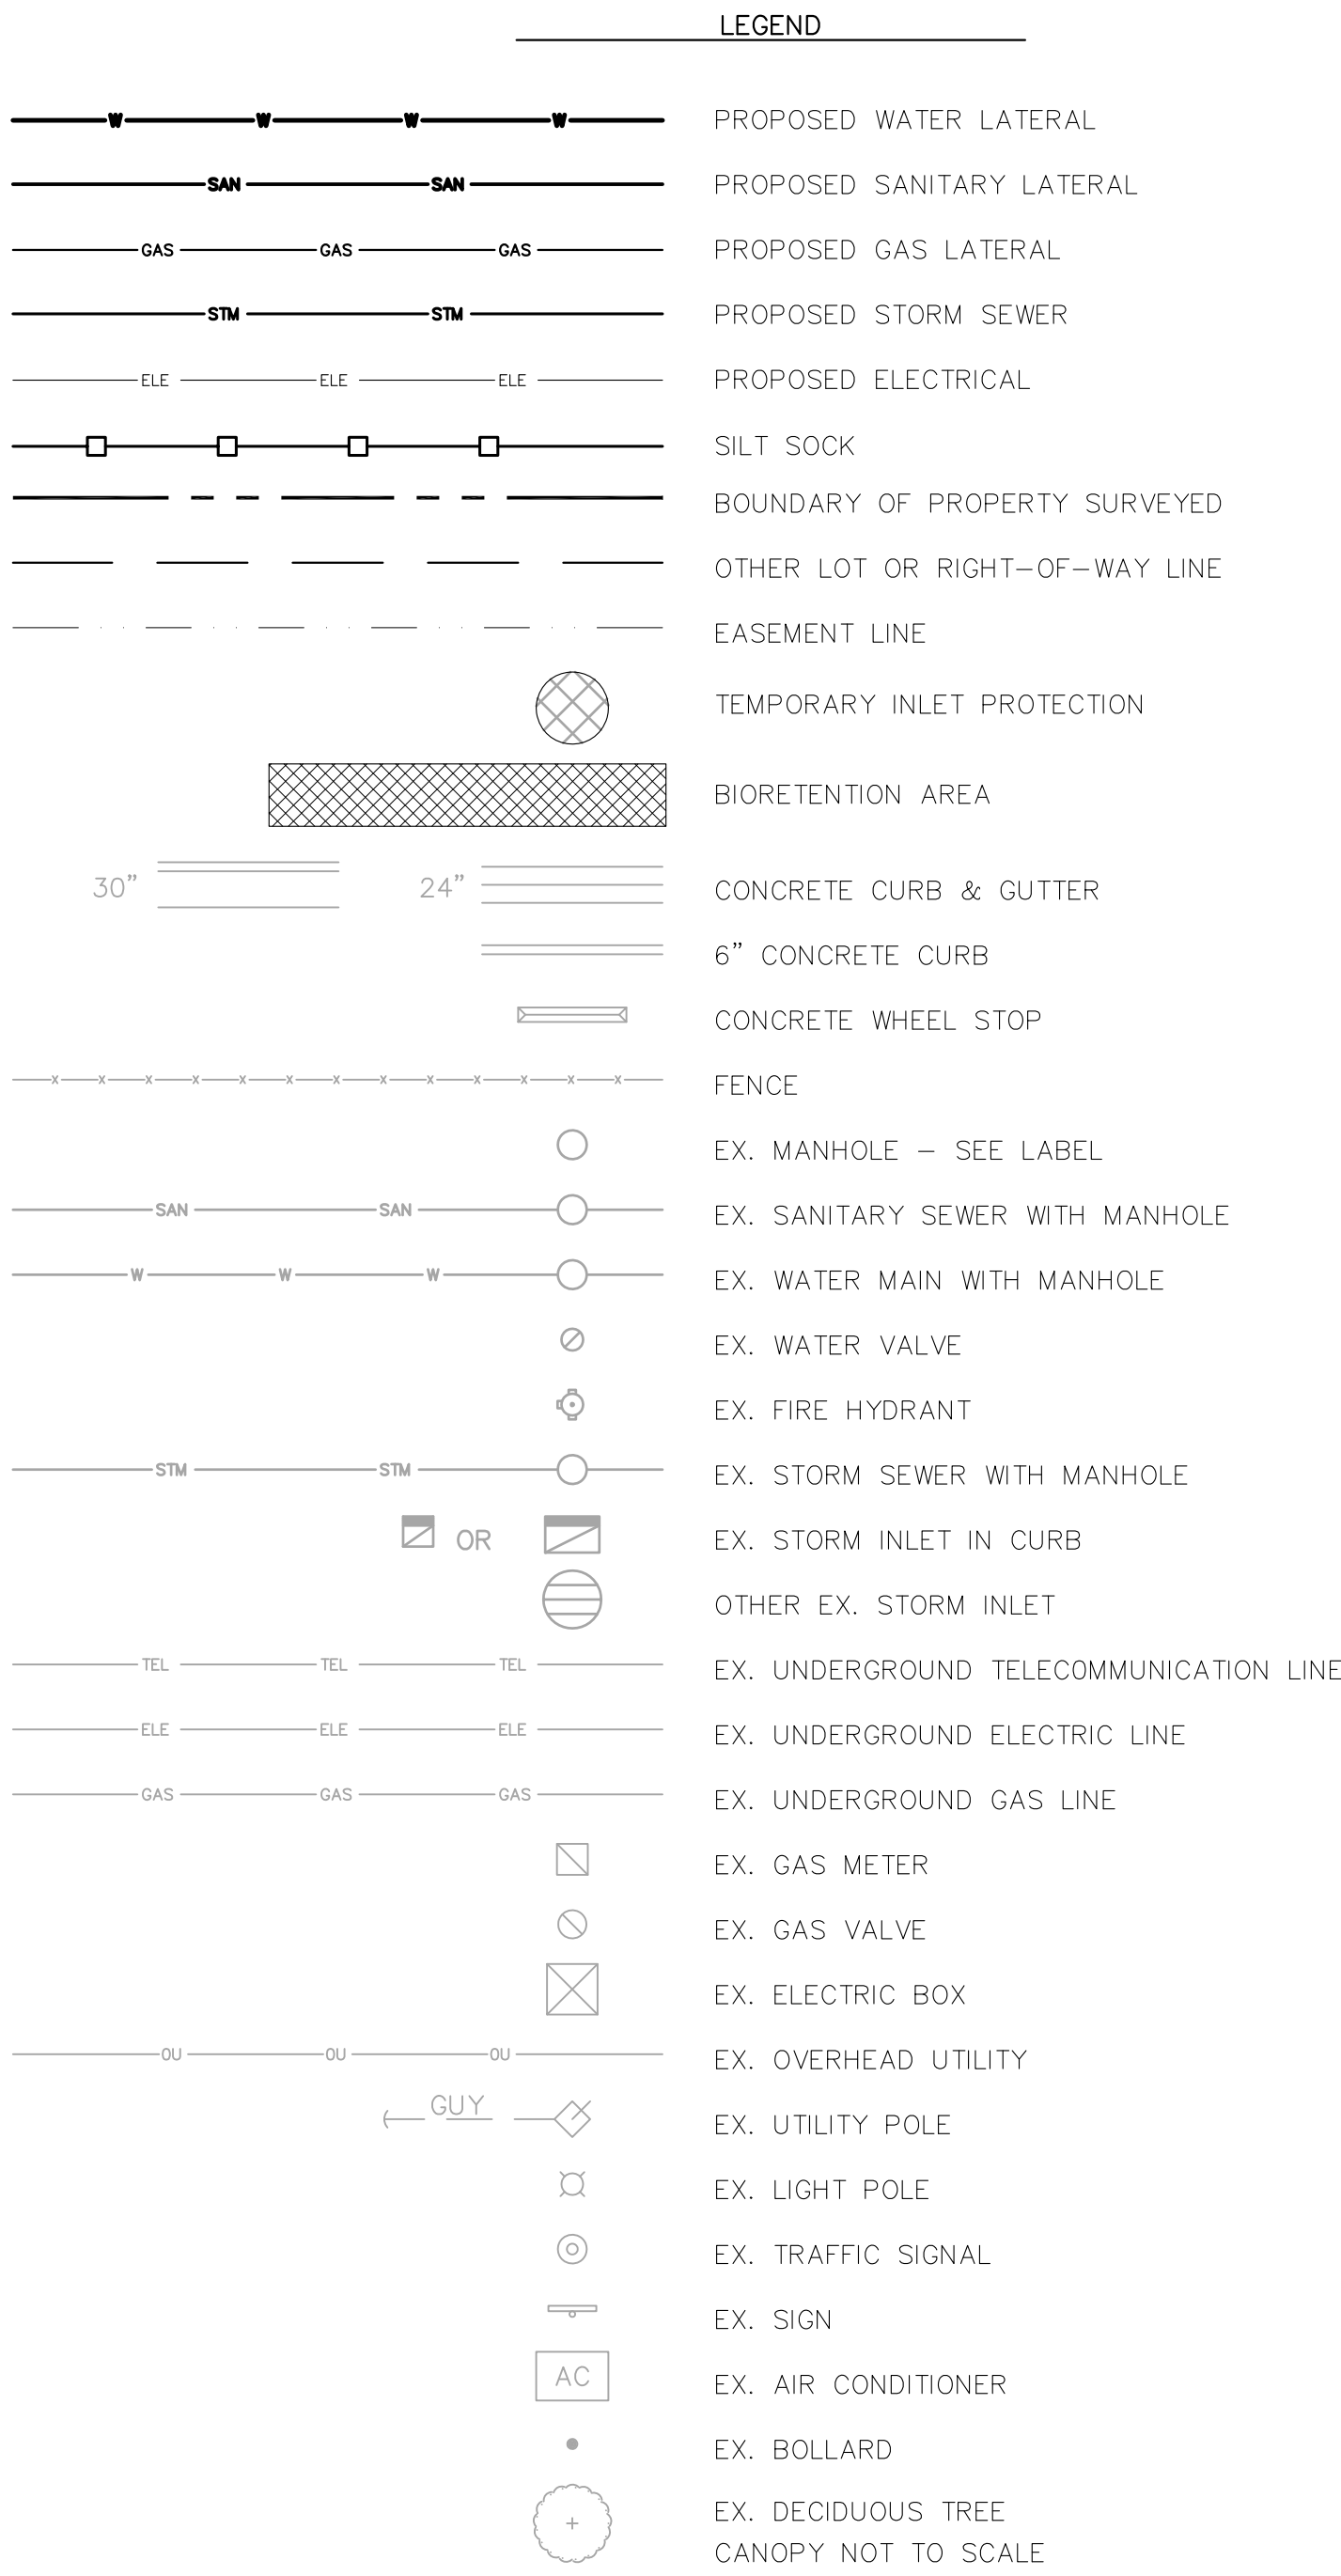 LEGEND
W W W W PROPOSED WATER LATERAL
SAN SAN PROPOSED SANITARY LATERAL
GAS GAS GAS PROPOSED GAS LATERAL
STM STM PROPOSED STORM SEWER
ELE ELE ELE PROPOSED ELECTRICAL
SILT SOCK
BOUNDARY OF PROPERTY SURVEYED
OTHER LOT OR RIGHT-OF-WAY LINE
EASEMENT LINE
TEMPORARY INLET PROTECTION
BIORETENTION AREA
30" 24" CONCRETE CURB & GUTTER
6" CONCRETE CURB
CONCRETE WHEEL STOP
x x x x x x x x x x x x x FENCE
EX. MANHOLE - SEE LABEL
SAN SAN EX. SANITARY SEWER WITH MANHOLE
W W W EX. WATER MAIN WITH MANHOLE
EX. WATER VALVE
EX. FIRE HYDRANT
STM STM EX. STORM SEWER WITH MANHOLE
OR EX. STORM INLET IN CURB
OTHER EX. STORM INLET
TEL TEL TEL EX. UNDERGROUND TELECOMMUNICATION LINE
ELE ELE ELE EX. UNDERGROUND ELECTRIC LINE
GAS GAS GAS EX. UNDERGROUND GAS LINE
EX. GAS METER
EX. GAS VALVE
EX. ELECTRIC BOX
OU OU OU EX. OVERHEAD UTILITY
GUY EX. UTILITY POLE
EX. LIGHT POLE
EX. TRAFFIC SIGNAL
EX. SIGN
AC EX. AIR CONDITIONER
EX. BOLLARD
EX. DECIDUOUS TREE
CANOPY NOT TO SCALE